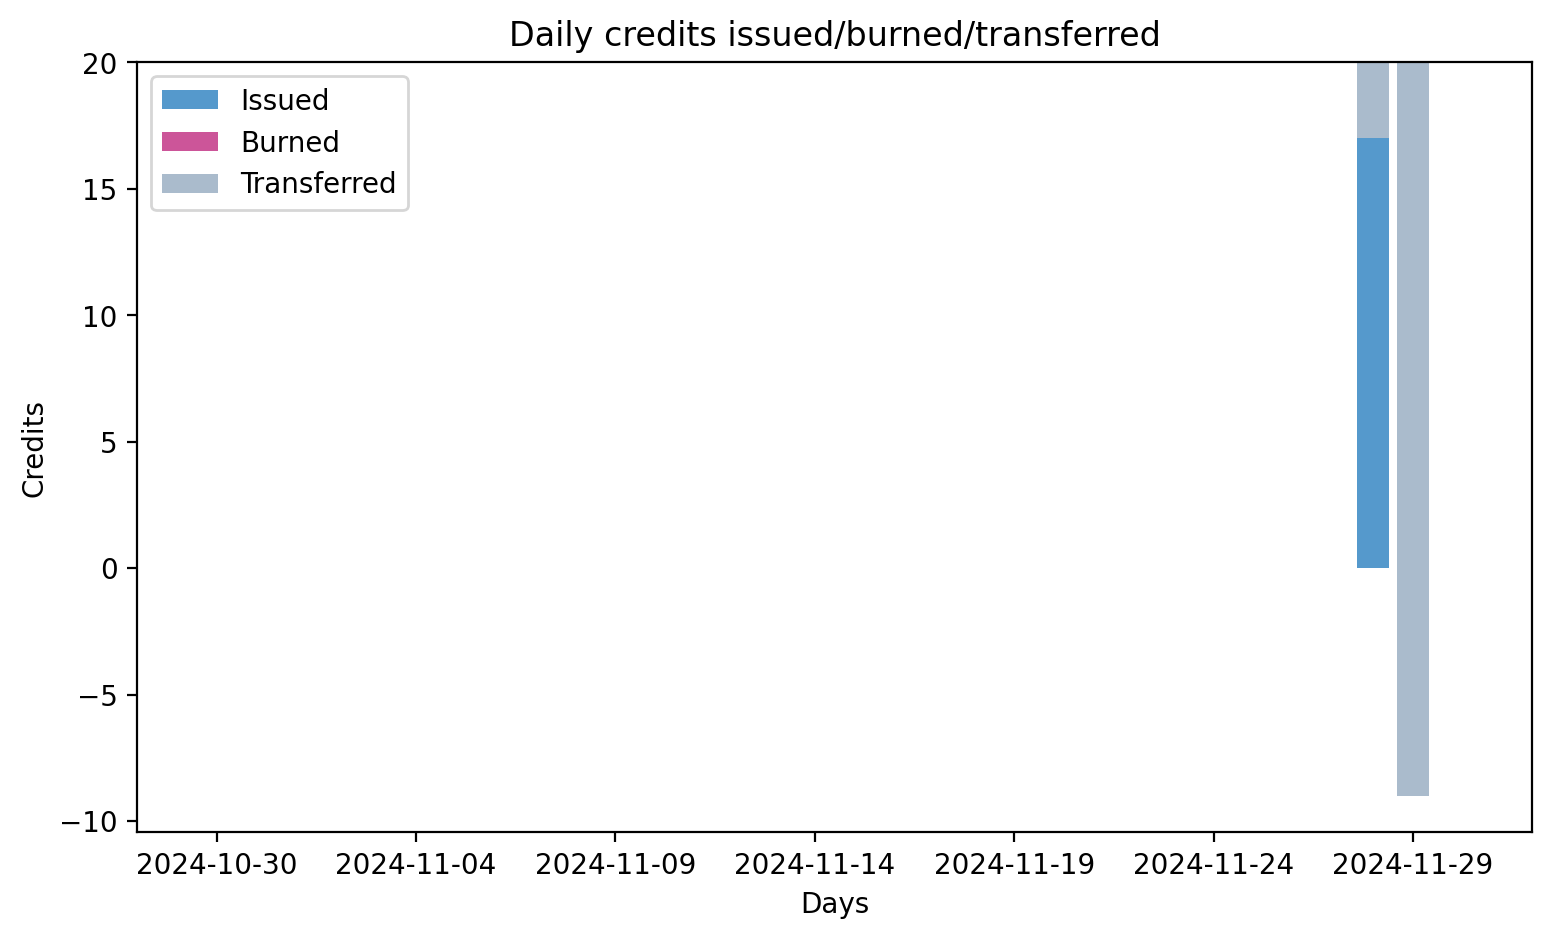 Daily credits issued/burned/transferred
20
15
10
5
0
−5
−10
Credits
Issued
Burned
Transferred
2024-10-30 2024-11-04 2024-11-09 2024-11-14 2024-11-19 2024-11-24 2024-11-29
Days